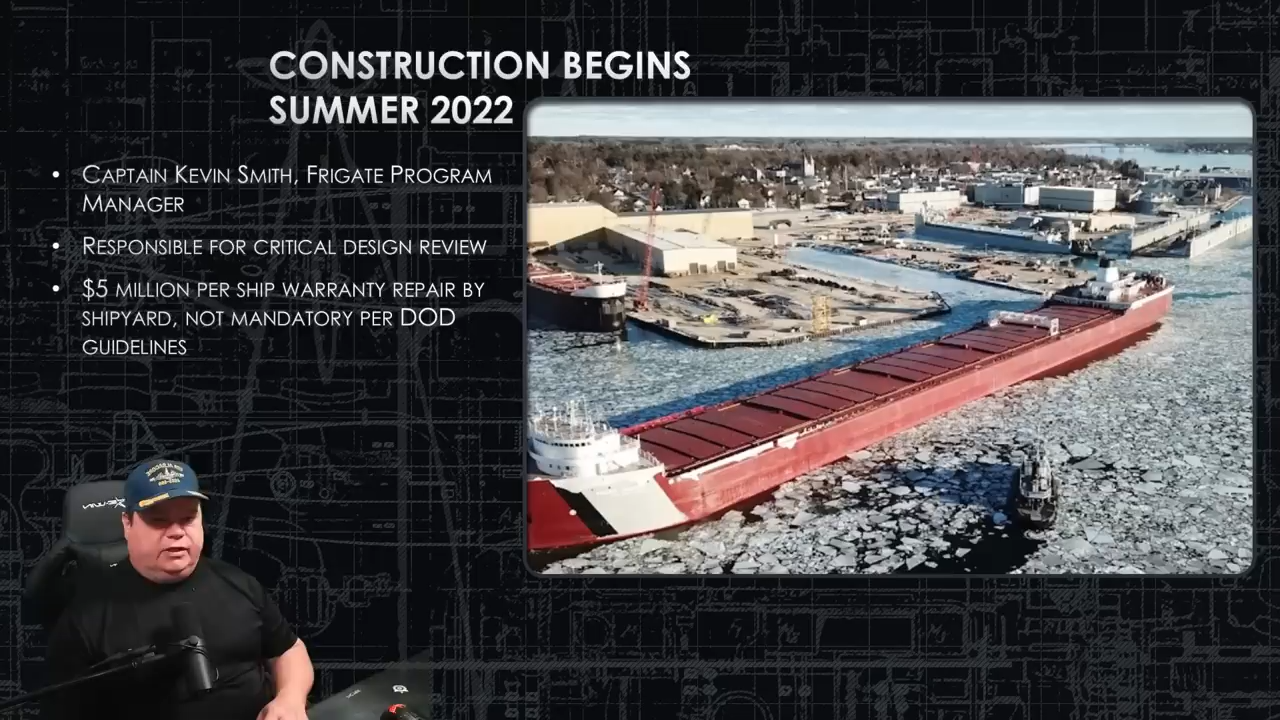 CONSTRUCTION BEGINS
SUMMER 2022
• CAPTAIN KEVIN SMITH, FRIGATE PROGRAM
MANAGER
• RESPONSIBLE FOR CRITICAL DESIGN REVIEW
• $5 MILLION PER SHIP WARRANTY REPAIR BY
SHIPYARD, NOT MANDATORY PER DOD
GUIDELINES